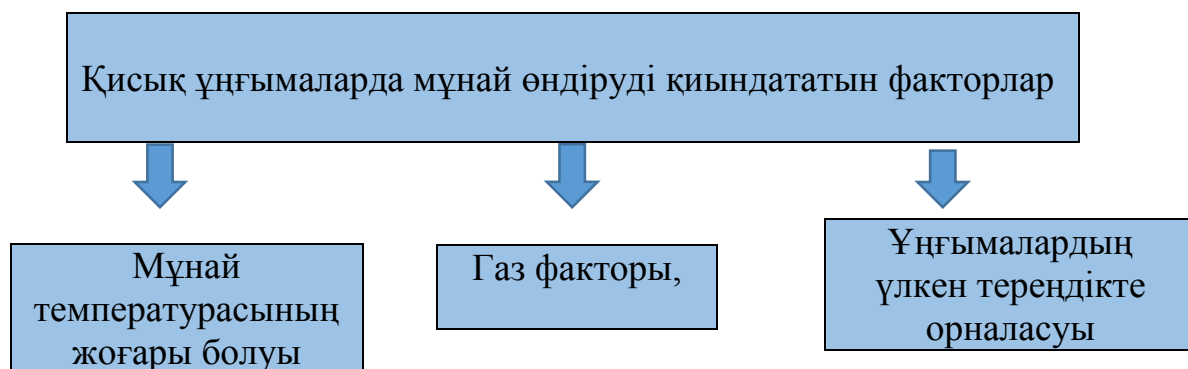 Қисық ұңғымаларда мұнай өндіруді қиындататын факторлар
Мұнай
температурасының
жоғары болуы
Газ факторы,
Ұңғымалардың
үлкен тереңдікте
орналасуы